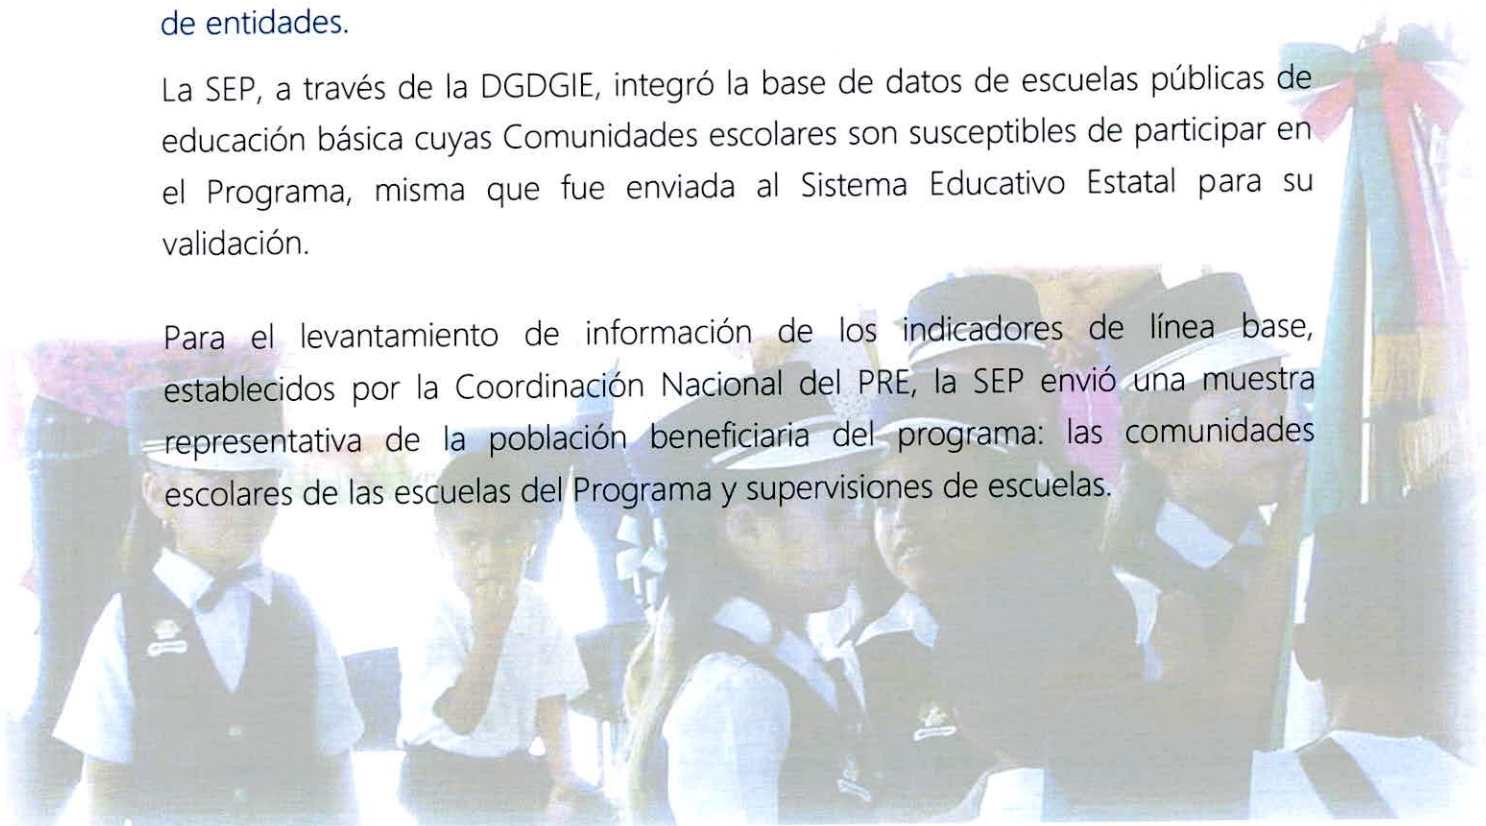 de entidades.
La SEP, a través de la DGDGIE, integró la base de datos de escuelas públicas de
educación básica cuyas Comunidades escolares son susceptibles de participar en
el Programa, misma que fue enviada al Sistema Educativo Estatal para su
validación.
Para el levantamiento de información de los indicadores de línea base,
establecidos por la Coordinación Nacional del PRE, la SEP envió una muestra
representativa de la población beneficiaria del programa: las comunidades
escolares de las escuelas del Programa y supervisiones de escuelas.